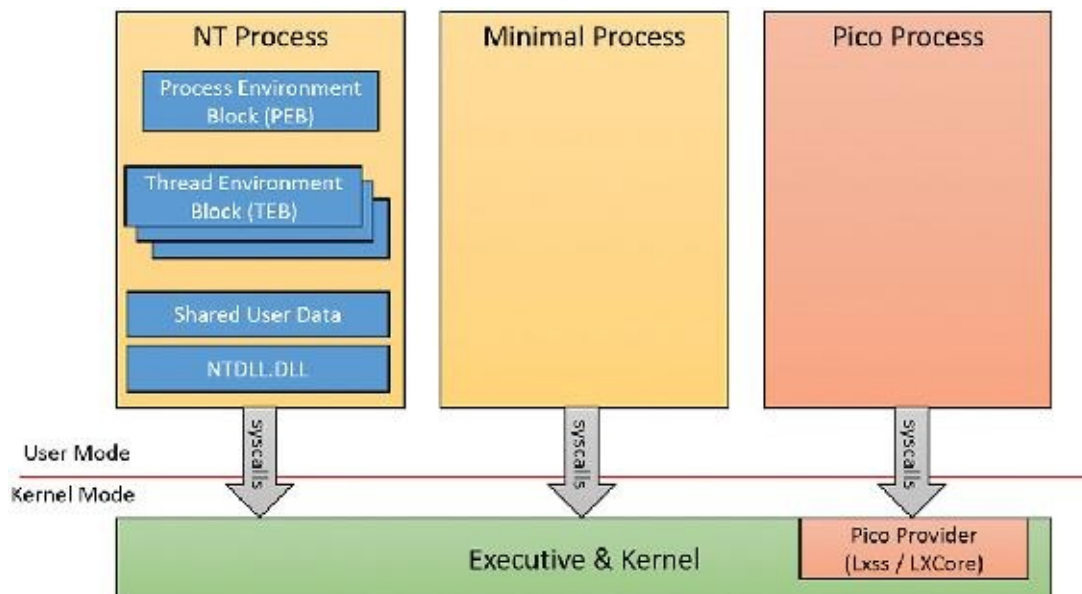 NT Process
Process Environment
Block (PEB)
Thread Environment
Block (TEB)
Shared User Data
NTDLL.DLL
Minimal Process
Pico Process
syscalls
syscalls
syscalls
User Mode
Kernel Mode
Executive & Kernel
Pico Provider
(Lxss / LXCore)